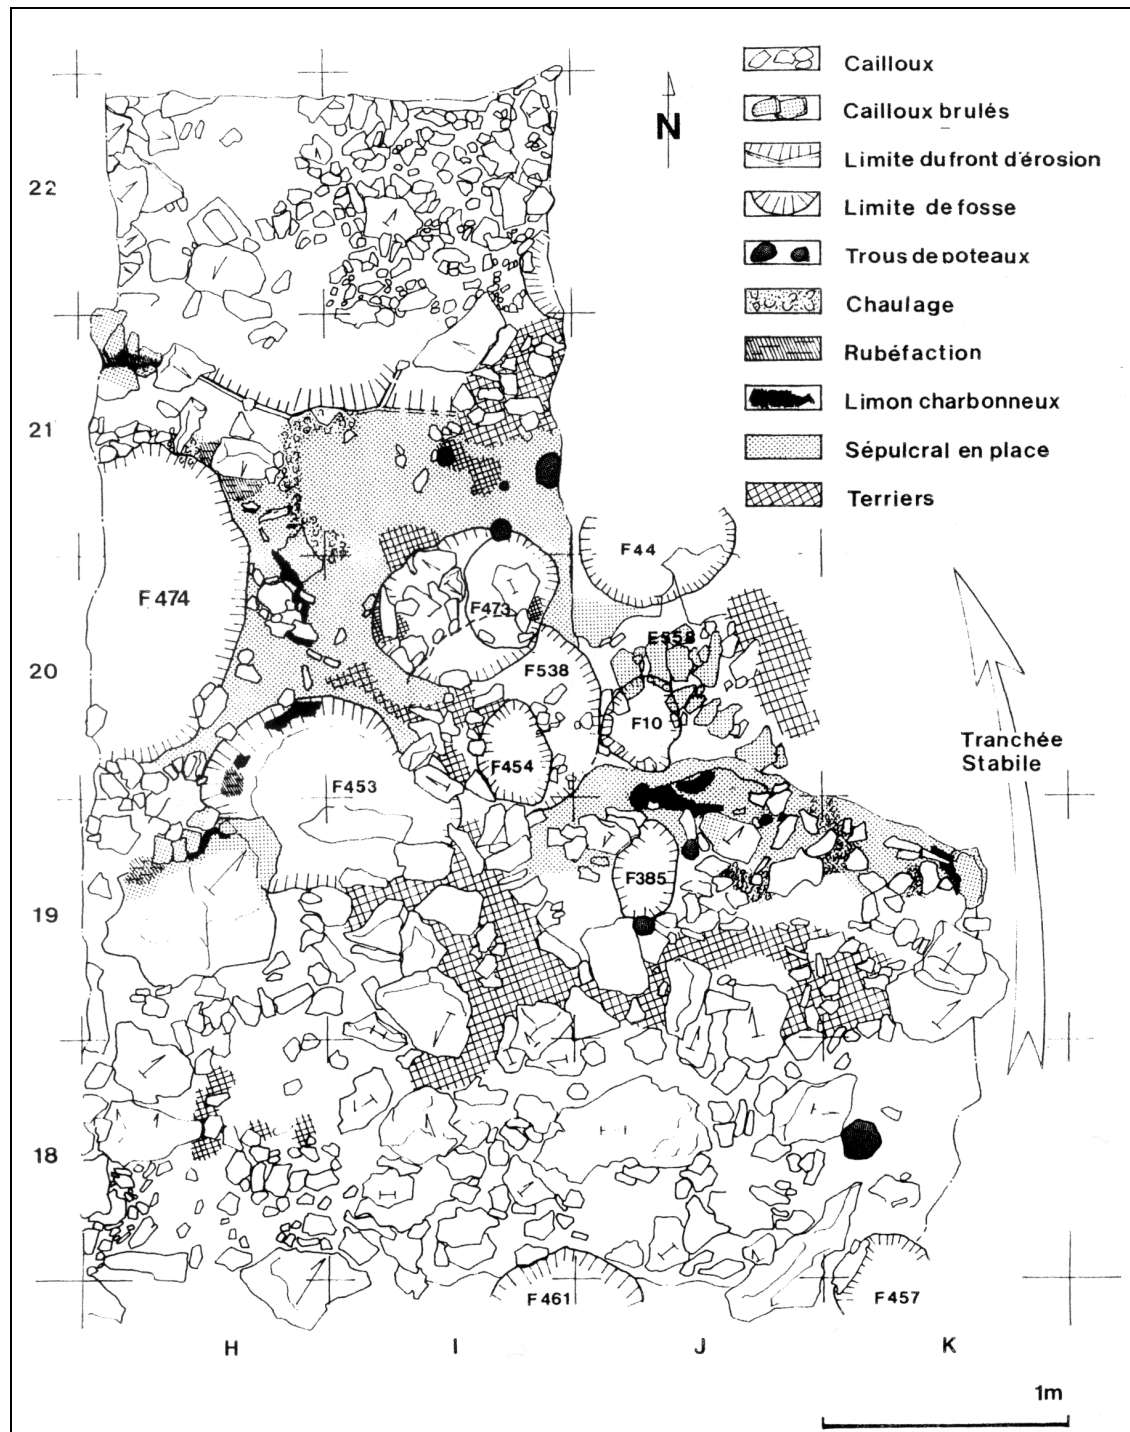 Cailloux
Cailloux brulés
Limite du front d'érosion
Limite de fosse
Trous de poteaux
Chaulage
Rubéfaction
Limon charbonneux
Sépulcral en place
Terriers
N
22
21
20
19
18
F44
F474
F473
E558
F538
F10
F454
F453
Tranchée
Stabile
F385
F461
F457
H I J K
1m